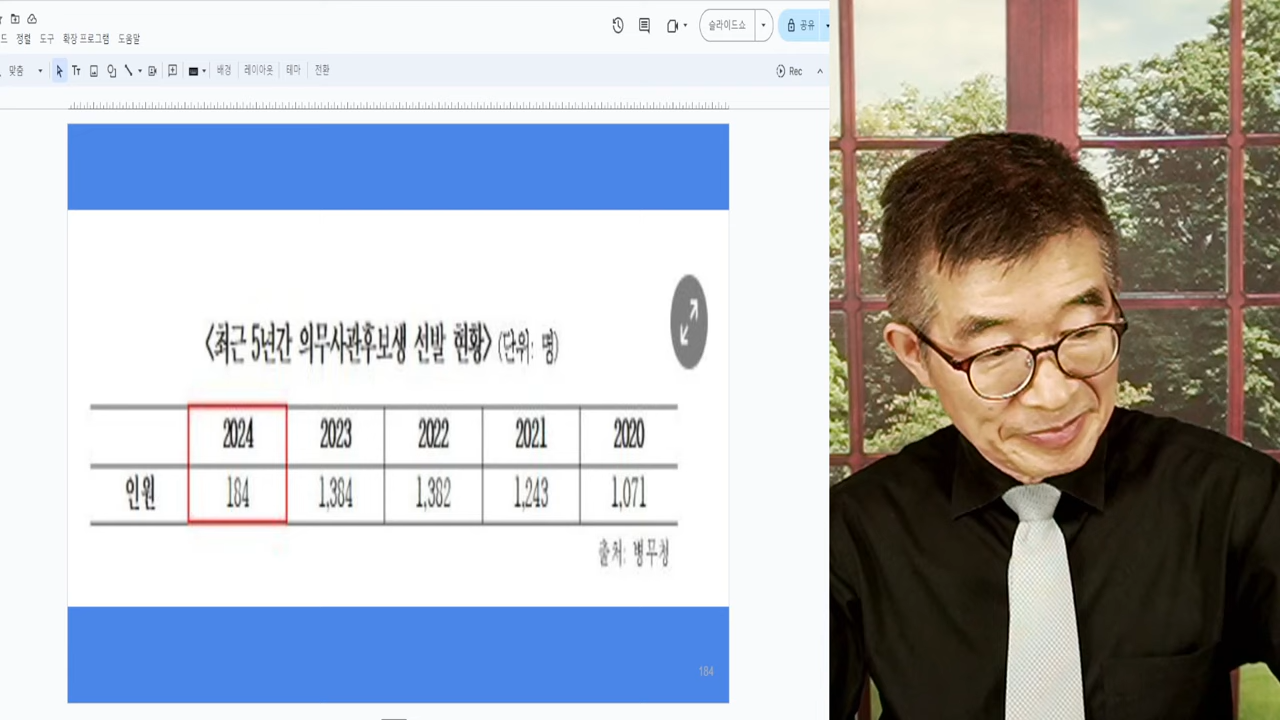 정렬 도구 확장 프로그램 도움말
슬라이드쇼
공유
맞춤
Tr
배경 레이아웃 테마 전환
Rec
<최근 5년간 의무사관후보생 선발 현황> (단위: 명)
2024 2023 2022 2021 2020
인원 184 1,384 1,382 1,243 1,071
출처: 병무청
184